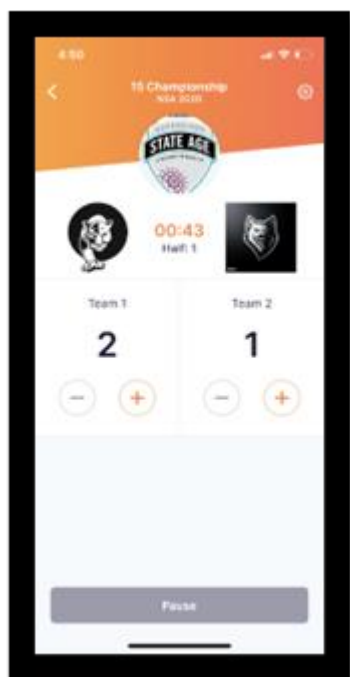 4:50
15 Championship
NSA 2020
STATE AGE
00:43
Half: 1
Team 1
Team 2
2
1
Pause